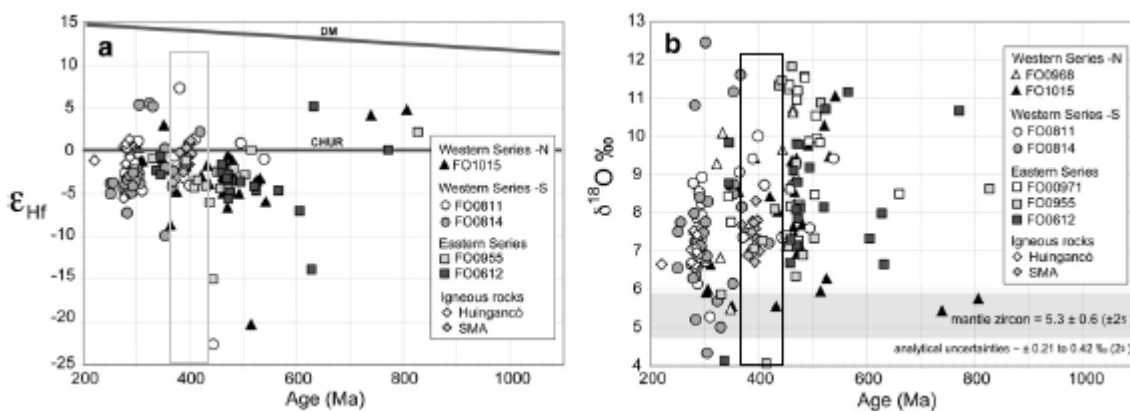 a
DM
CHUR
15
10
5
0
-5
-10
-15
-20
-25
εHf
200 400 600 800 1000
Age (Ma)
Western Series -N
FO1015
Western Series -S
FO0811
FO0814
Eastern Series
FO0955
FO0612
Igneous rocks
Huingancó
SMA
b
13
12
11
10
9
8
7
6
5
4
δ18O‰
200 400 600 800 1000
Age (Ma)
Western Series -N
FO0968
FO1015
Western Series -S
FO0811
FO0814
Eastern Series
FO00971
FO0955
FO0612
Igneous rocks
Huingancó
SMA
mantle zircon = 5.3 ± 0.6 (±2s
analytical uncertainties ~ ± 0.21 to 0.42 ‰ (2s)